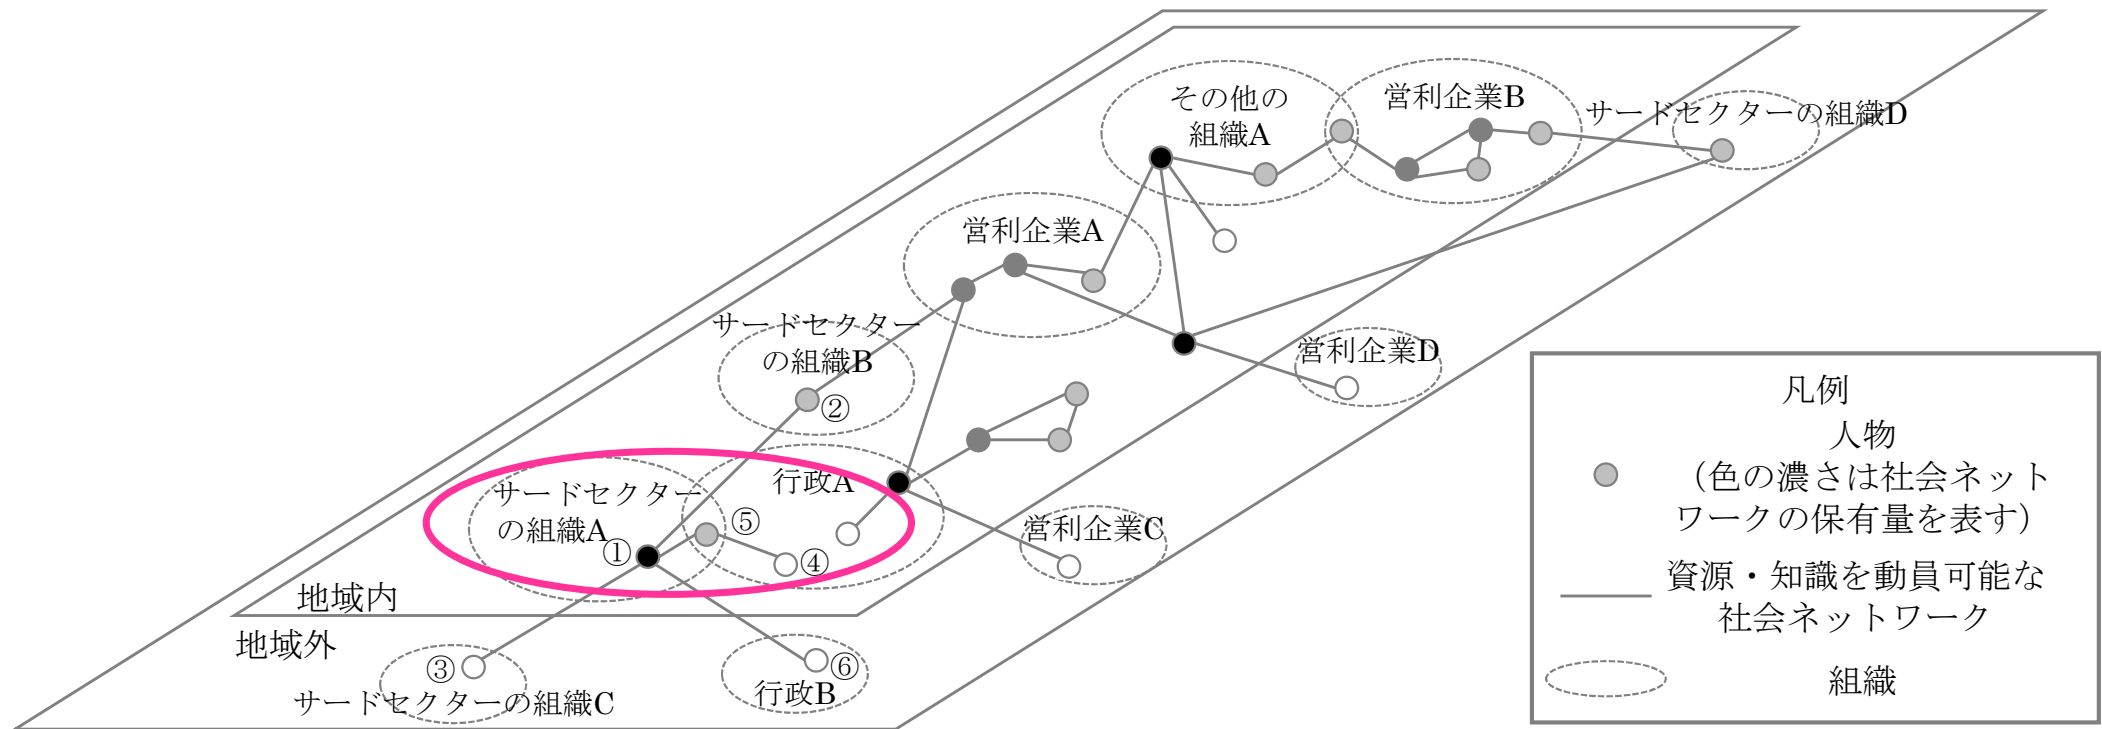 その他の
組織A
営利企業B
サードセクターの組織D
営利企業A
サードセクター
の組織B
②
営利企業D
行政A
サードセクター
の組織A
①
⑤
④
営利企業C
地域内
地域外
③
サードセクターの組織C
⑥
行政B
凡例
人物
（色の濃さは社会ネット
ワークの保有量を表す）
資源・知識を動員可能な
社会ネットワーク
組織